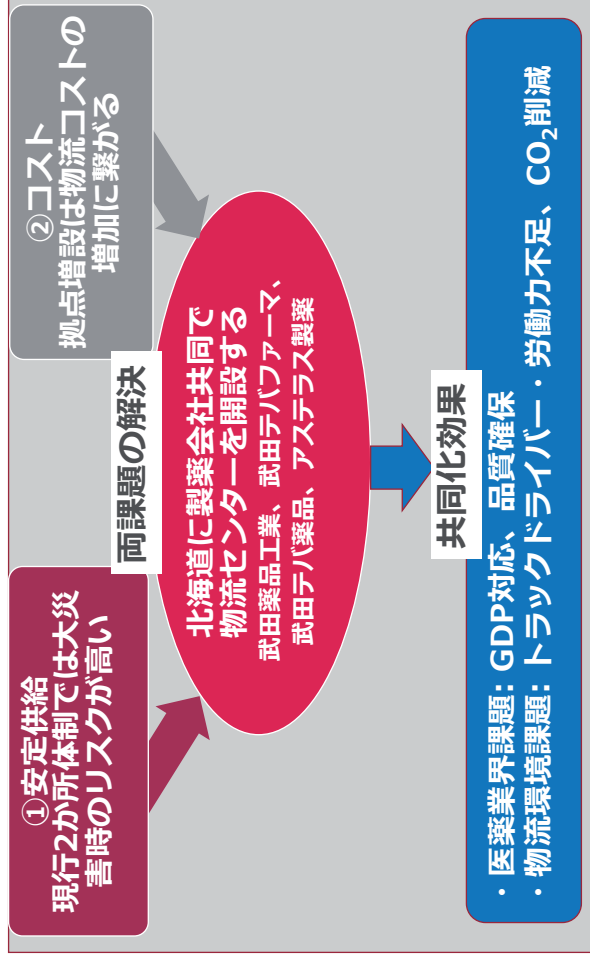 ①安定供給
現行2か所体制では大災
害時のリスクが高い
②コスト
拠点増設は物流コストの
増加に繋がる
両課題の解決
北海道に製薬会社共同で
物流センターを開設する
武田薬品工業、武田テバファーマ、
武田テバ薬品、アステラス製薬
共同化効果
・医薬業界課題: GDP対応、品質確保
・物流環境課題: トラックドライバー・労働力不足、CO₂削減